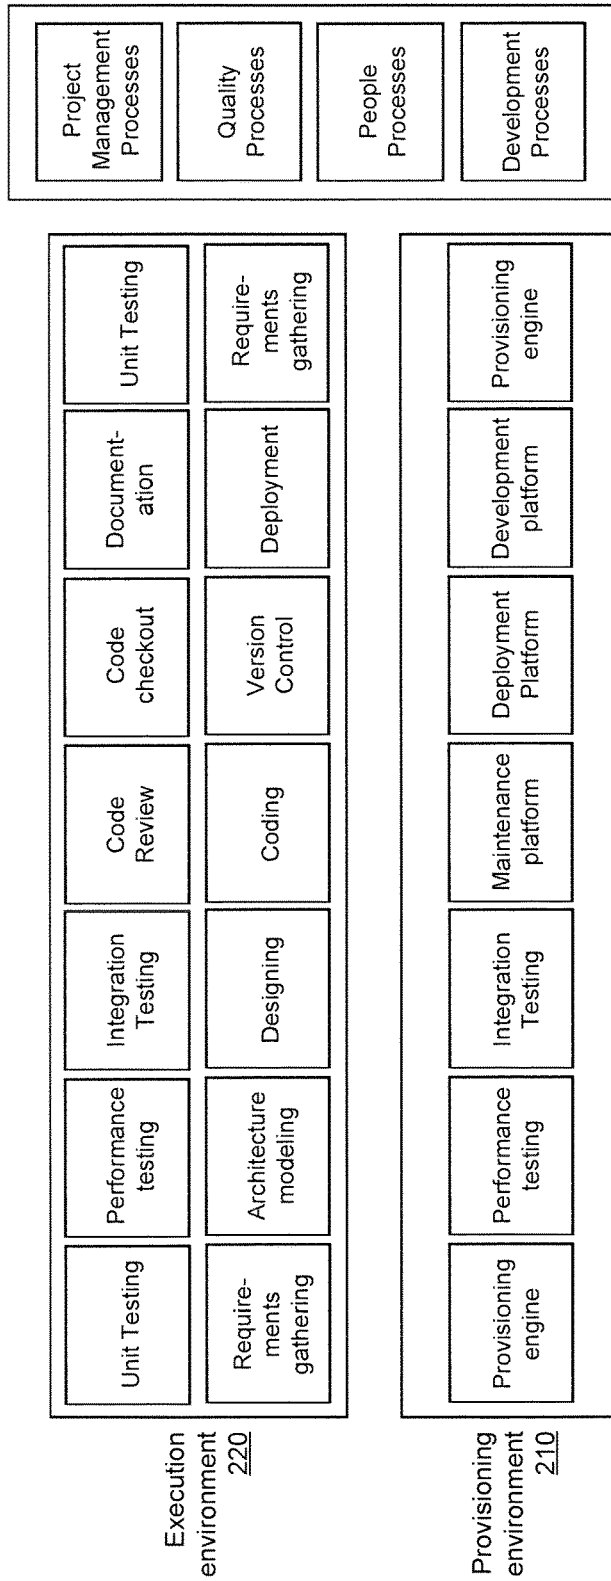 Execution
environment
220
Unit Testing
Performance
testing
Integration
Testing
Code
Review
Code
checkout
Document-
ation
Unit Testing
Require-
ments
gathering
Architecture
modeling
Designing
Coding
Version
Control
Deployment
Require-
ments
gathering
Provisioning
environment
210
Provisioning
engine
Performance
testing
Integration
Testing
Maintenance
platform
Deployment
Platform
Development
platform
Provisioning
engine
Project
Management
Processes
Quality
Processes
People
Processes
Development
Processes